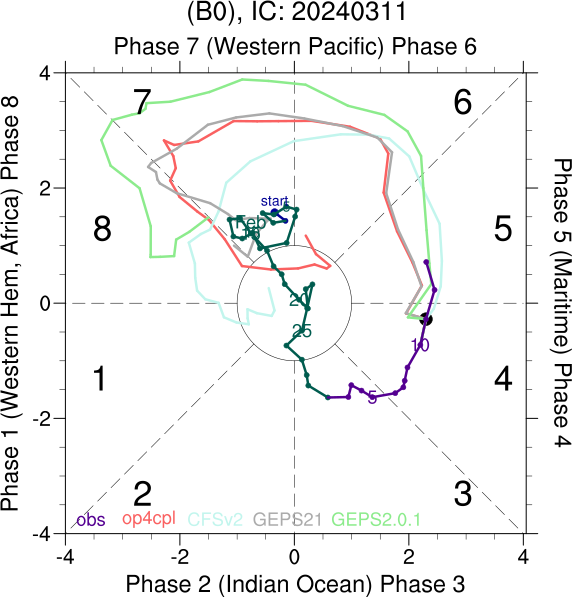 (B0), IC: 20240311
Phase 7 (Western Pacific) Phase 6
4
7
6
2
start
5
Feb
15
8
5
Phase 1 (Western Hem, Africa) Phase 8
Phase 5 (Maritime) Phase 4
0
20
25
10
1
4
5
-2
2
3
obs
op4cpl
CFSv2
GEPS21
GEPS2.0.1
-4
-4
-2
0
2
4
Phase 2 (Indian Ocean) Phase 3